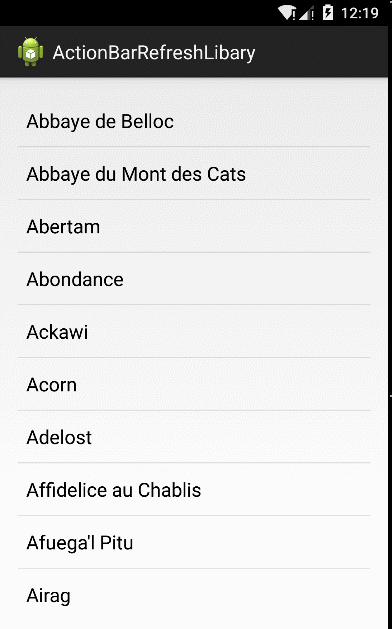 12:19
ActionBarRefreshLibary
Abbaye de Belloc
Abbaye du Mont des Cats
Abertam
Abondance
Ackawi
Acorn
Adelost
Affidelice au Chablis
Afuega'l Pitu
Airag